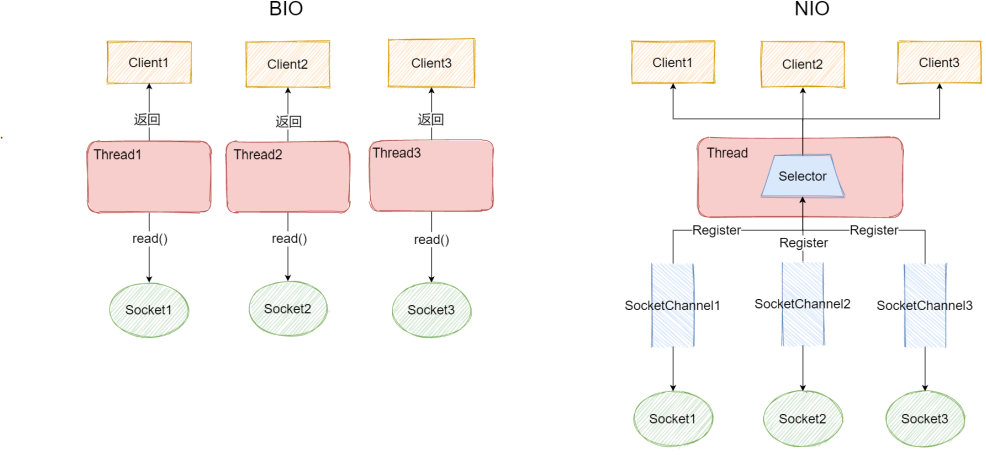 BIO
Client1
Client2
Client3
返回
返回
返回
Thread1
Thread2
Thread3
read()
read()
read()
Socket1
Socket2
Socket3
NIO
Client1
Client2
Client3
Thread
Selector
Register
Register
Register
SocketChannel1
SocketChannel2
SocketChannel3
Socket1
Socket2
Socket3